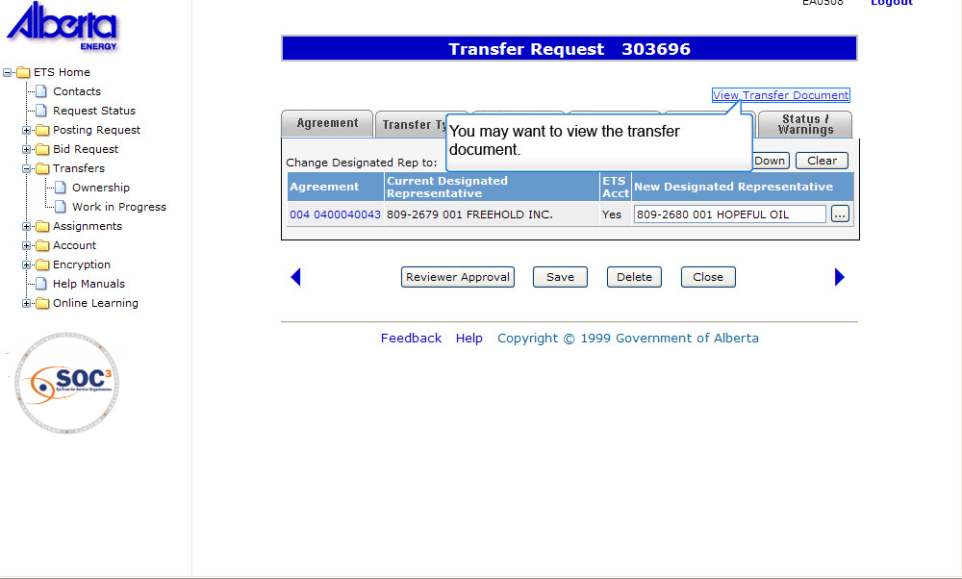 EA0508 Logout
Alberta
ENERGY
Transfer Request 303696
ETS Home
Contacts
Request Status
Posting Request
Bid Request
Transfers
Ownership
Work in Progress
Assignments
Account
Encryption
Help Manuals
Online Learning
SOC3
View Transfer Document
Agreement Transfer Ty Status / Warnings
You may want to view the transfer
document.
Change Designated Rep to: Down Clear
Agreement Current Designated Representative ETS Acct New Designated Representative
004 0400040043 809-2679 001 FREEHOLD INC. Yes 809-2680 001 HOPEFUL OIL ...
Reviewer Approval Save Delete Close
Feedback Help Copyright © 1999 Government of Alberta